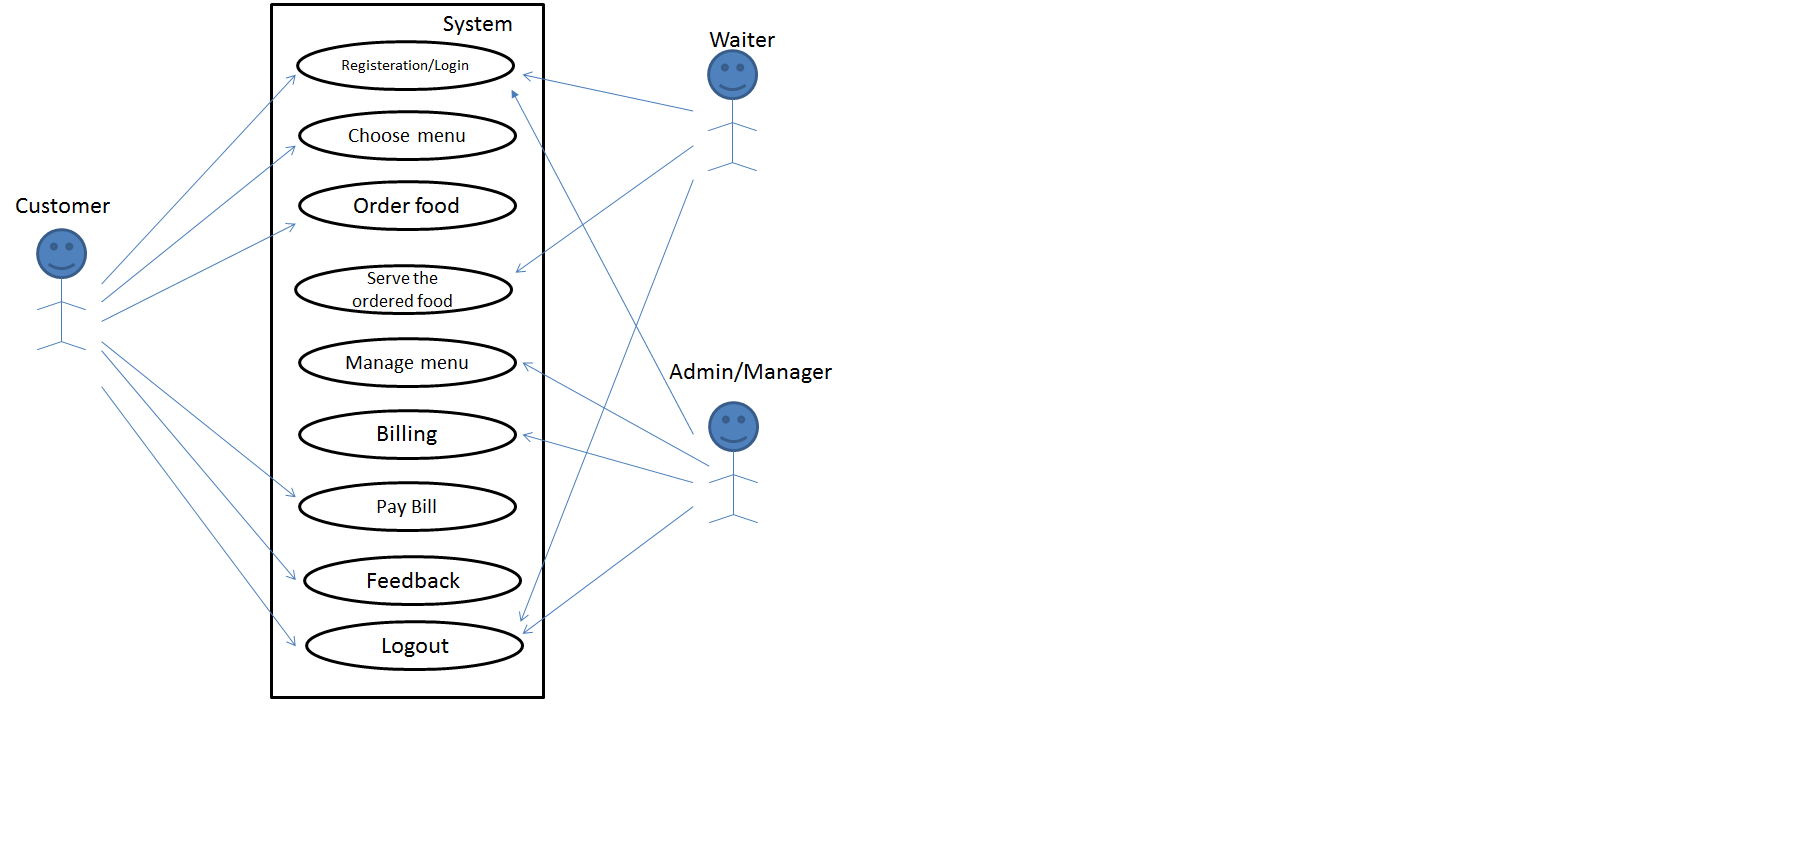 System
Waiter
Registeration/Login
Choose menu
Customer
Order food
Serve the
ordered food
Manage menu
Admin/Manager
Billing
Pay Bill
Feedback
Logout